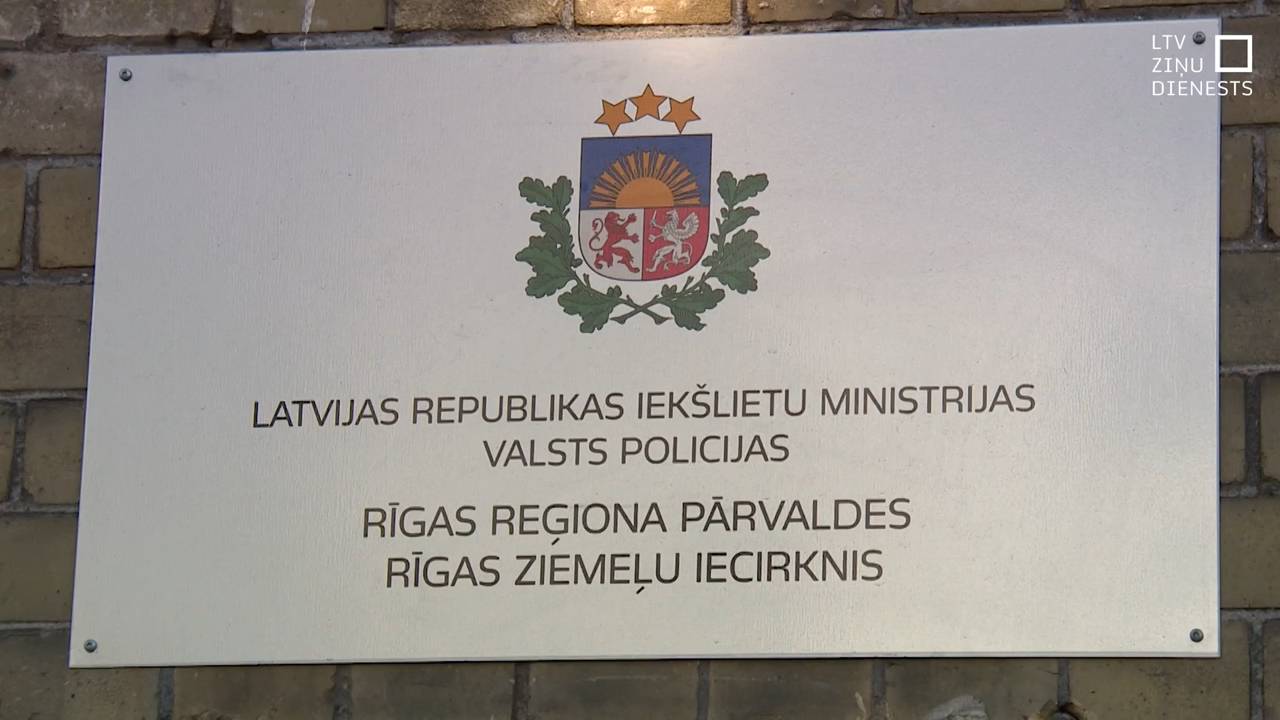 LTV
ZIŅU
DIENESTS
LATVIJAS REPUBLIKAS IEKŠLIETU MINISTRIJAS
VALSTS POLICIJAS
RĪGAS REĢIONA PĀRVALDES
RĪGAS ZIEMEĻU IECIRKNIS